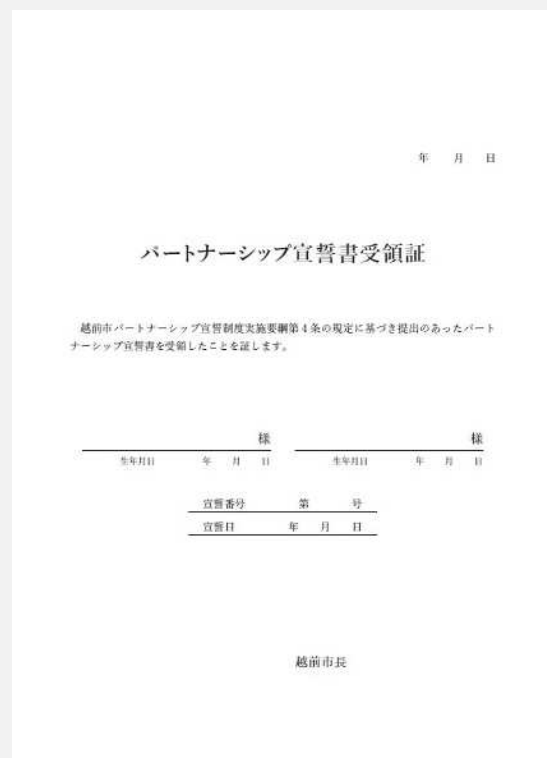 年　月　日
パートナーシップ宣誓書受領証
越前市パートナーシップ宣誓制度実施要綱第4条の規定に基づき提出のあったパート
ナーシップ宣誓書を受領したことを証します。
様　様
生年月日　年　月　日　生年月日　年　月　日
宣誓番号　第　号
宣誓日　年　月　日
越前市長